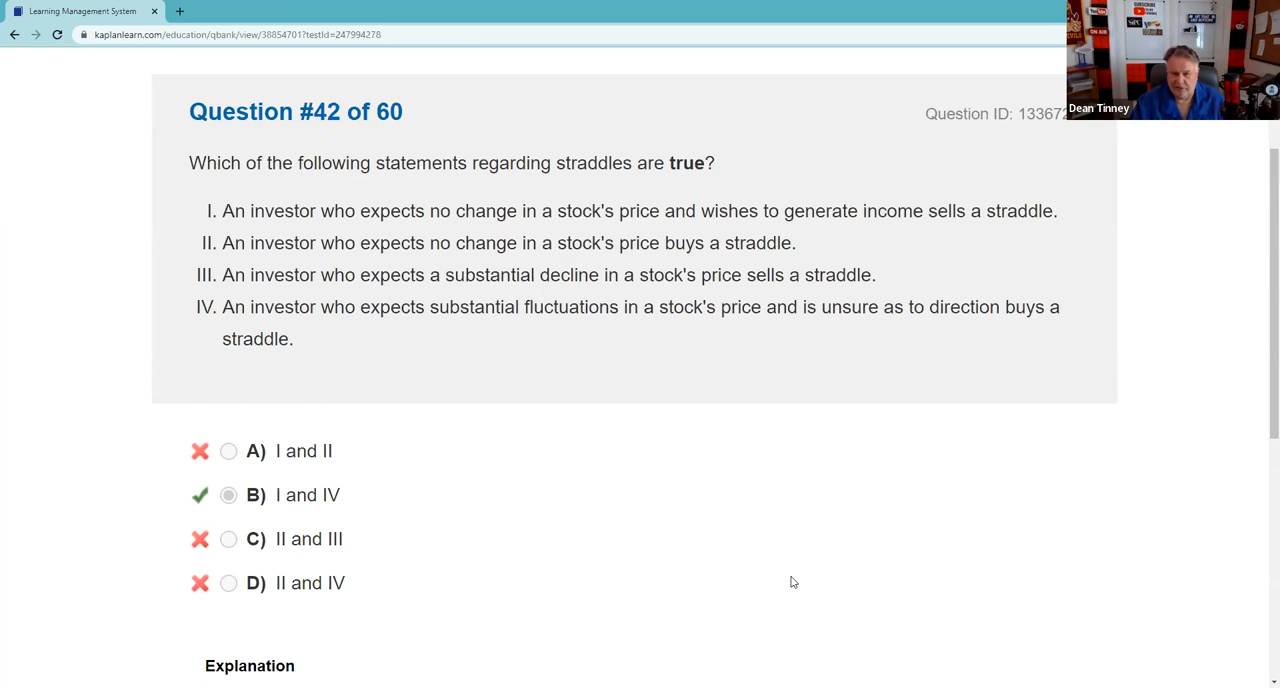 Learning Management System
kaplanlearn.com/education/qbank/view/38854701?testId=247994278
SUBSCRIBE
ON AIR
Dean Tinney
Question #42 of 60
Question ID: 133672
Which of the following statements regarding straddles are true?
I. An investor who expects no change in a stock's price and wishes to generate income sells a straddle.
II. An investor who expects no change in a stock's price buys a straddle.
III. An investor who expects a substantial decline in a stock's price sells a straddle.
IV. An investor who expects substantial fluctuations in a stock's price and is unsure as to direction buys a
straddle.
A) I and II
B) I and IV
C) II and III
D) II and IV
Explanation